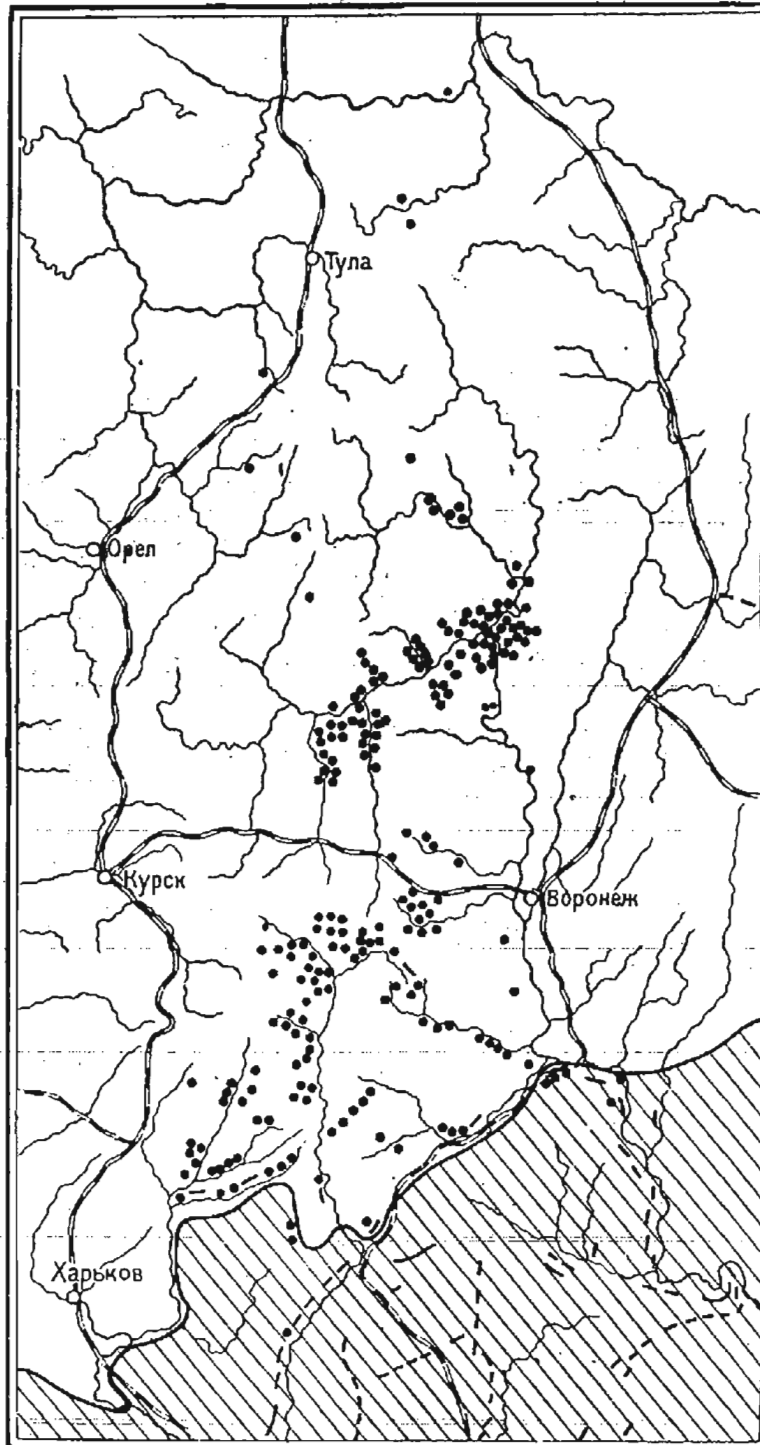 Тула
Орел
Курск
Воронеж
Харьков